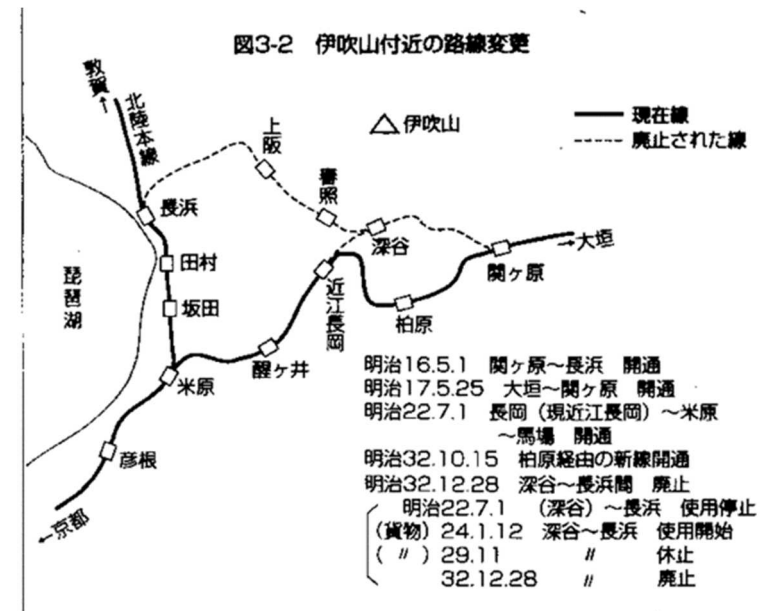 図3-2 伊吹山付近の路線変更
敦賀
↑
北陸本線
上阪
△伊吹山
現在線
廃止された線
春照
長浜
深谷
→大垣
関ヶ原
田村
琵琶湖
坂田
近江長岡
柏原
醒ヶ井
米原
彦根
←京都
明治16.5.1 関ヶ原～長浜 開通
明治17.5.25 大垣～関ヶ原 開通
明治22.7.1 長岡（現近江長岡）～米原
～馬場 開通
明治32.10.15 柏原経由の新線開通
明治32.12.28 深谷～長浜間 廃止
明治22.7.1 （深谷）～長浜 使用停止
（貨物）24.1.12 深谷～長浜 使用開始
（ 〃 ）29.11 〃 休止
32.12.28 〃 廃止